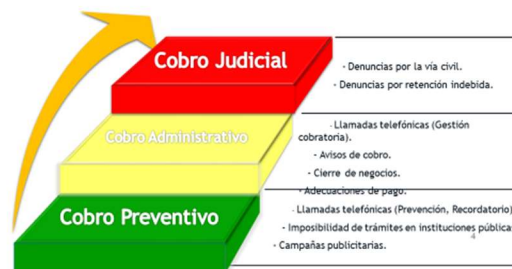 Cobro Judicial
- Denuncias por la vía civil.
- Denuncias por retención indebida.
Cobro Administrativo
- Llamadas telefónicas (Gestión
cobratoria).
- Avisos de cobro.
- Cierre de negocios.
- Adecuaciones de pago.
Cobro Preventivo
- Llamadas telefónicas (Prevención, Recordatorio)
- Imposibilidad de trámites en instituciones públicas
- Campañas publicitarias.
4